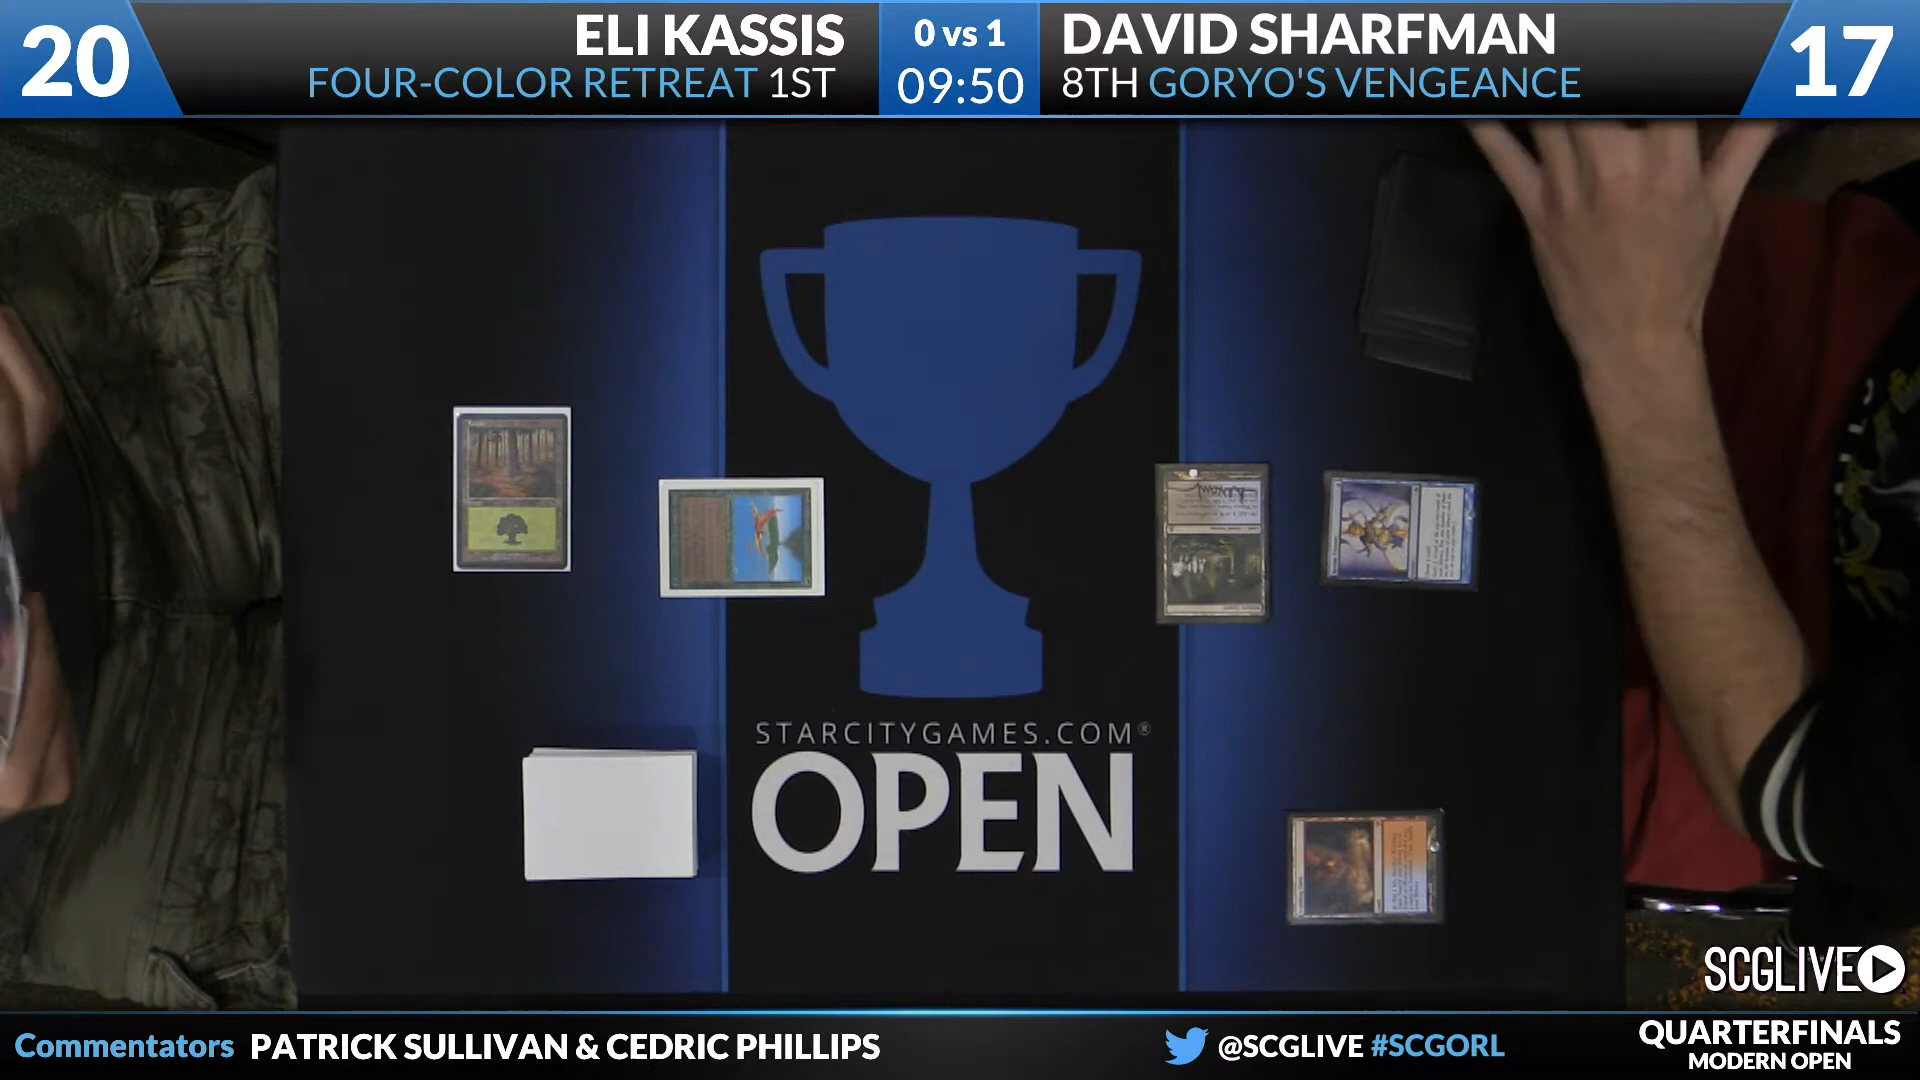 20
ELI KASSIS
FOUR-COLOR RETREAT 1ST
0 vs 1
09:50
DAVID SHARFMAN
8TH GORYO'S VENGEANCE
17
STARCITYGAMES.COM®
OPEN
SCGLIVE
Commentators PATRICK SULLIVAN & CEDRIC PHILLIPS
@SCGLIVE #SCGORL
QUARTERFINALS
MODERN OPEN